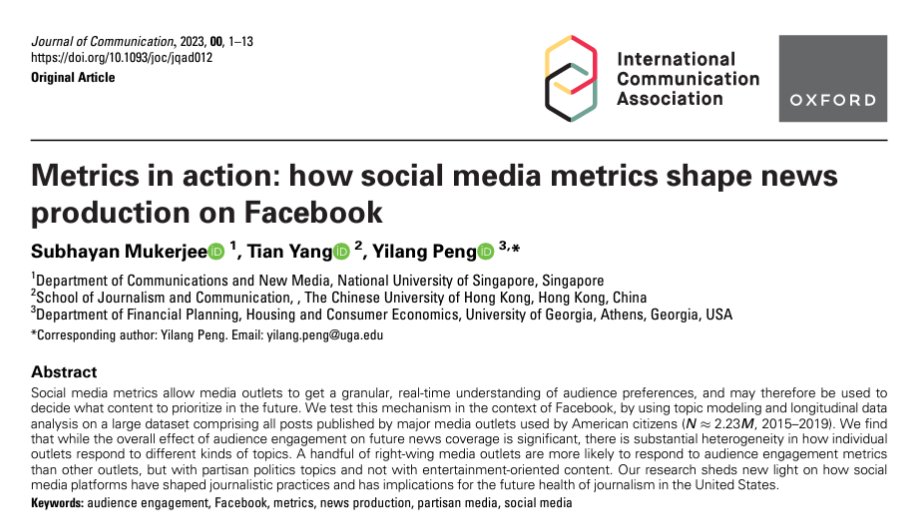 Journal of Communication, 2023, 00, 1–13
https://doi.org/10.1093/joc/jqad012
Original Article
International
Communication
Association
OXFORD
Metrics in action: how social media metrics shape news
production on Facebook
Subhayan Mukerjee iD 1, Tian Yang iD 2, Yilang Peng iD 3,*
1Department of Communications and New Media, National University of Singapore, Singapore
2School of Journalism and Communication, , The Chinese University of Hong Kong, Hong Kong, China
3Department of Financial Planning, Housing and Consumer Economics, University of Georgia, Athens, Georgia, USA
*Corresponding author: Yilang Peng. Email: yilang.peng@uga.edu
Abstract
Social media metrics allow media outlets to get a granular, real-time understanding of audience preferences, and may therefore be used to
decide what content to prioritize in the future. We test this mechanism in the context of Facebook, by using topic modeling and longitudinal data
analysis on a large dataset comprising all posts published by major media outlets used by American citizens (N ≈ 2.23M, 2015–2019). We find
that while the overall effect of audience engagement on future news coverage is significant, there is substantial heterogeneity in how individual
outlets respond to different kinds of topics. A handful of right-wing media outlets are more likely to respond to audience engagement metrics
than other outlets, but with partisan politics topics and not with entertainment-oriented content. Our research sheds new light on how social
media platforms have shaped journalistic practices and has implications for the future health of journalism in the United States.
Keywords: audience engagement, Facebook, metrics, news production, partisan media, social media